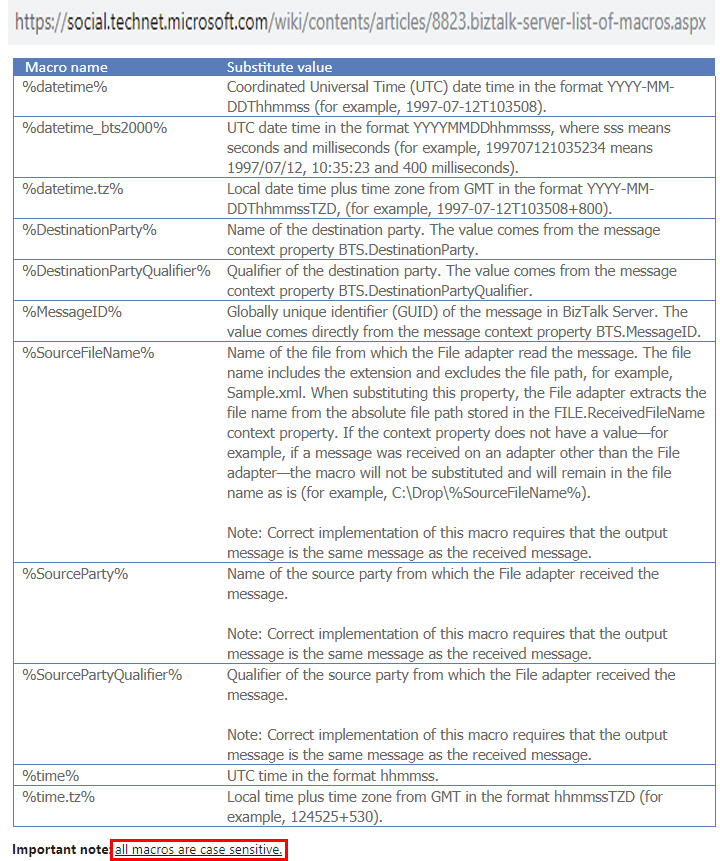 https://social.technet.microsoft.com/wiki/contents/articles/8823.biztalk-server-list-of-macros.aspx
Macro name Substitute value
%datetime% Coordinated Universal Time (UTC) date time in the format YYYY-MM-
DDThhmmss (for example, 1997-07-12T103508).
%datetime_bts2000% UTC date time in the format YYYYMMDDhhmmsss, where sss means
seconds and milliseconds (for example, 199707121035234 means
1997/07/12, 10:35:23 and 400 milliseconds).
%datetime.tz% Local date time plus time zone from GMT in the format YYYY-MM-
DDThhmmssTZD, (for example, 1997-07-12T103508+800).
%DestinationParty% Name of the destination party. The value comes from the message
context property BTS.DestinationParty.
%DestinationPartyQualifier% Qualifier of the destination party. The value comes from the message
context property BTS.DestinationPartyQualifier.
%MessageID% Globally unique identifier (GUID) of the message in BizTalk Server. The
value comes directly from the message context property BTS.MessageID.
%SourceFileName% Name of the file from which the File adapter read the message. The file
name includes the extension and excludes the file path, for example,
Sample.xml. When substituting this property, the File adapter extracts the
file name from the absolute file path stored in the FILE.ReceivedFileName
context property. If the context property does not have a value—for
example, if a message was received on an adapter other than the File
adapter—the macro will not be substituted and will remain in the file
name as is (for example, C:\Drop\%SourceFileName%).
Note: Correct implementation of this macro requires that the output
message is the same message as the received message.
%SourceParty% Name of the source party from which the File adapter received the
message.
Note: Correct implementation of this macro requires that the output
message is the same message as the received message.
%SourcePartyQualifier% Qualifier of the source party from which the File adapter received the
message.
Note: Correct implementation of this macro requires that the output
message is the same message as the received message.
%time% UTC time in the format hhmmss.
%time.tz% Local time plus time zone from GMT in the format hhmmssTZD (for
example, 124525+530).
Important note: all macros are case sensitive.